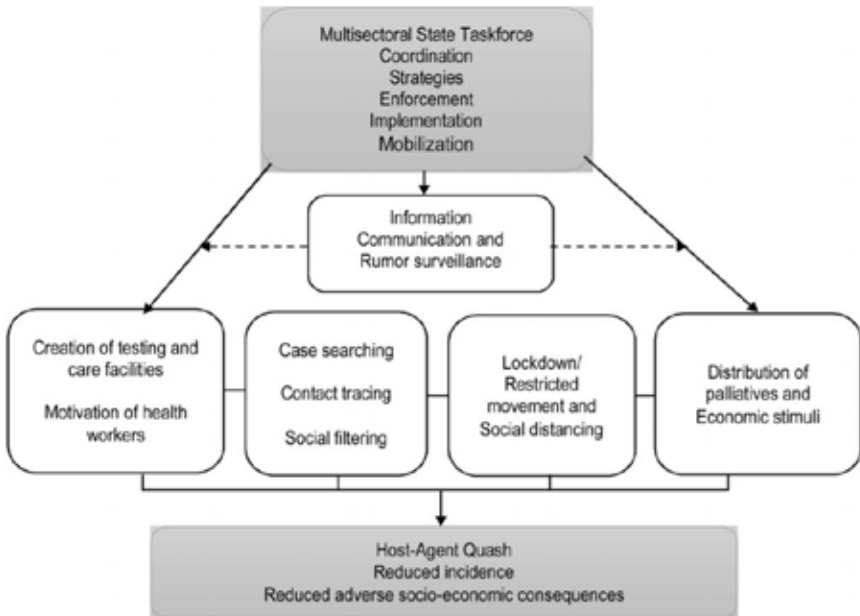 Multisectoral State Taskforce
Coordination
Strategies
Enforcement
Implementation
Mobilization
Information
Communication and
Rumor surveillance
Creation of testing and
care facilities
Motivation of health
workers
Case searching
Contact tracing
Social filtering
Lockdown/
Restricted
movement and
Social distancing
Distribution of
palliatives and
Economic stimuli
Host-Agent Quash
Reduced incidence
Reduced adverse socio-economic consequences